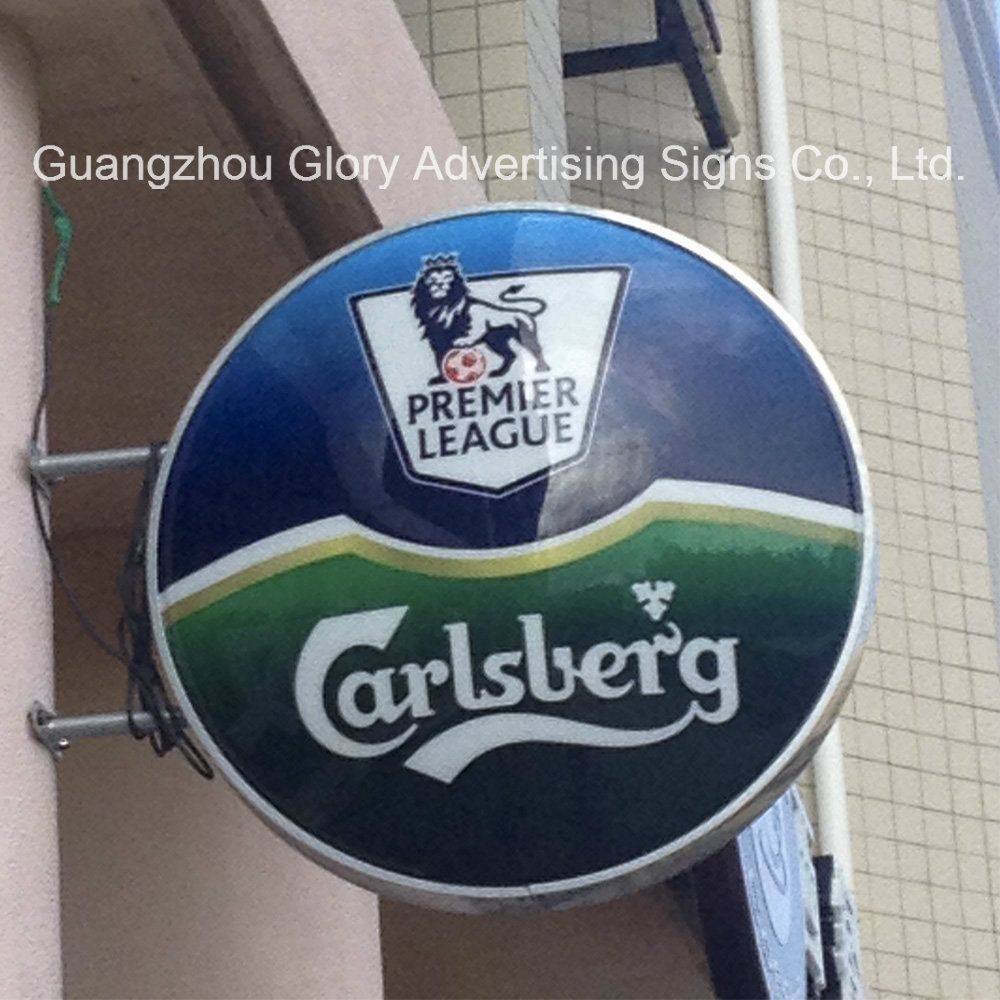 Guangzhou Glory Advertising Signs Co., Ltd.
PREMIER
LEAGUE
Carlsberg